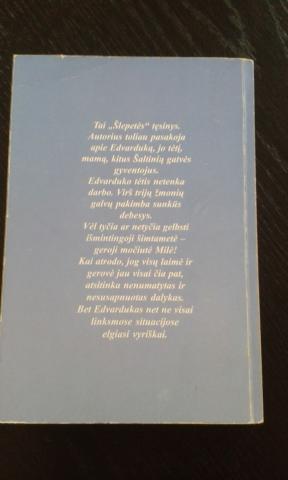 Tai „Šlepetės“ tęsinys.
Autorius toliau pasakoja
apie Edvarduką, jo tėtį,
mamą, kitus Šaltinių gatvės
gyventojus.
Edvarduko tėtis netenka
darbo. Virš trijų žmonių
galvų pakimba sunkūs
debesys.
Vėl tyčia ar netyčia gelbsti
išmintingoji šimtametė –
geroji močiutė Milė!
Kai atrodo, jog visų laimė ir
gerovė jau visai čia pat,
atsitinka nenumatytas ir
nesusapnuotas dalykas.
Bet Edvardukas net ne visai
linksmose situacijose
elgiasi vyriškai.